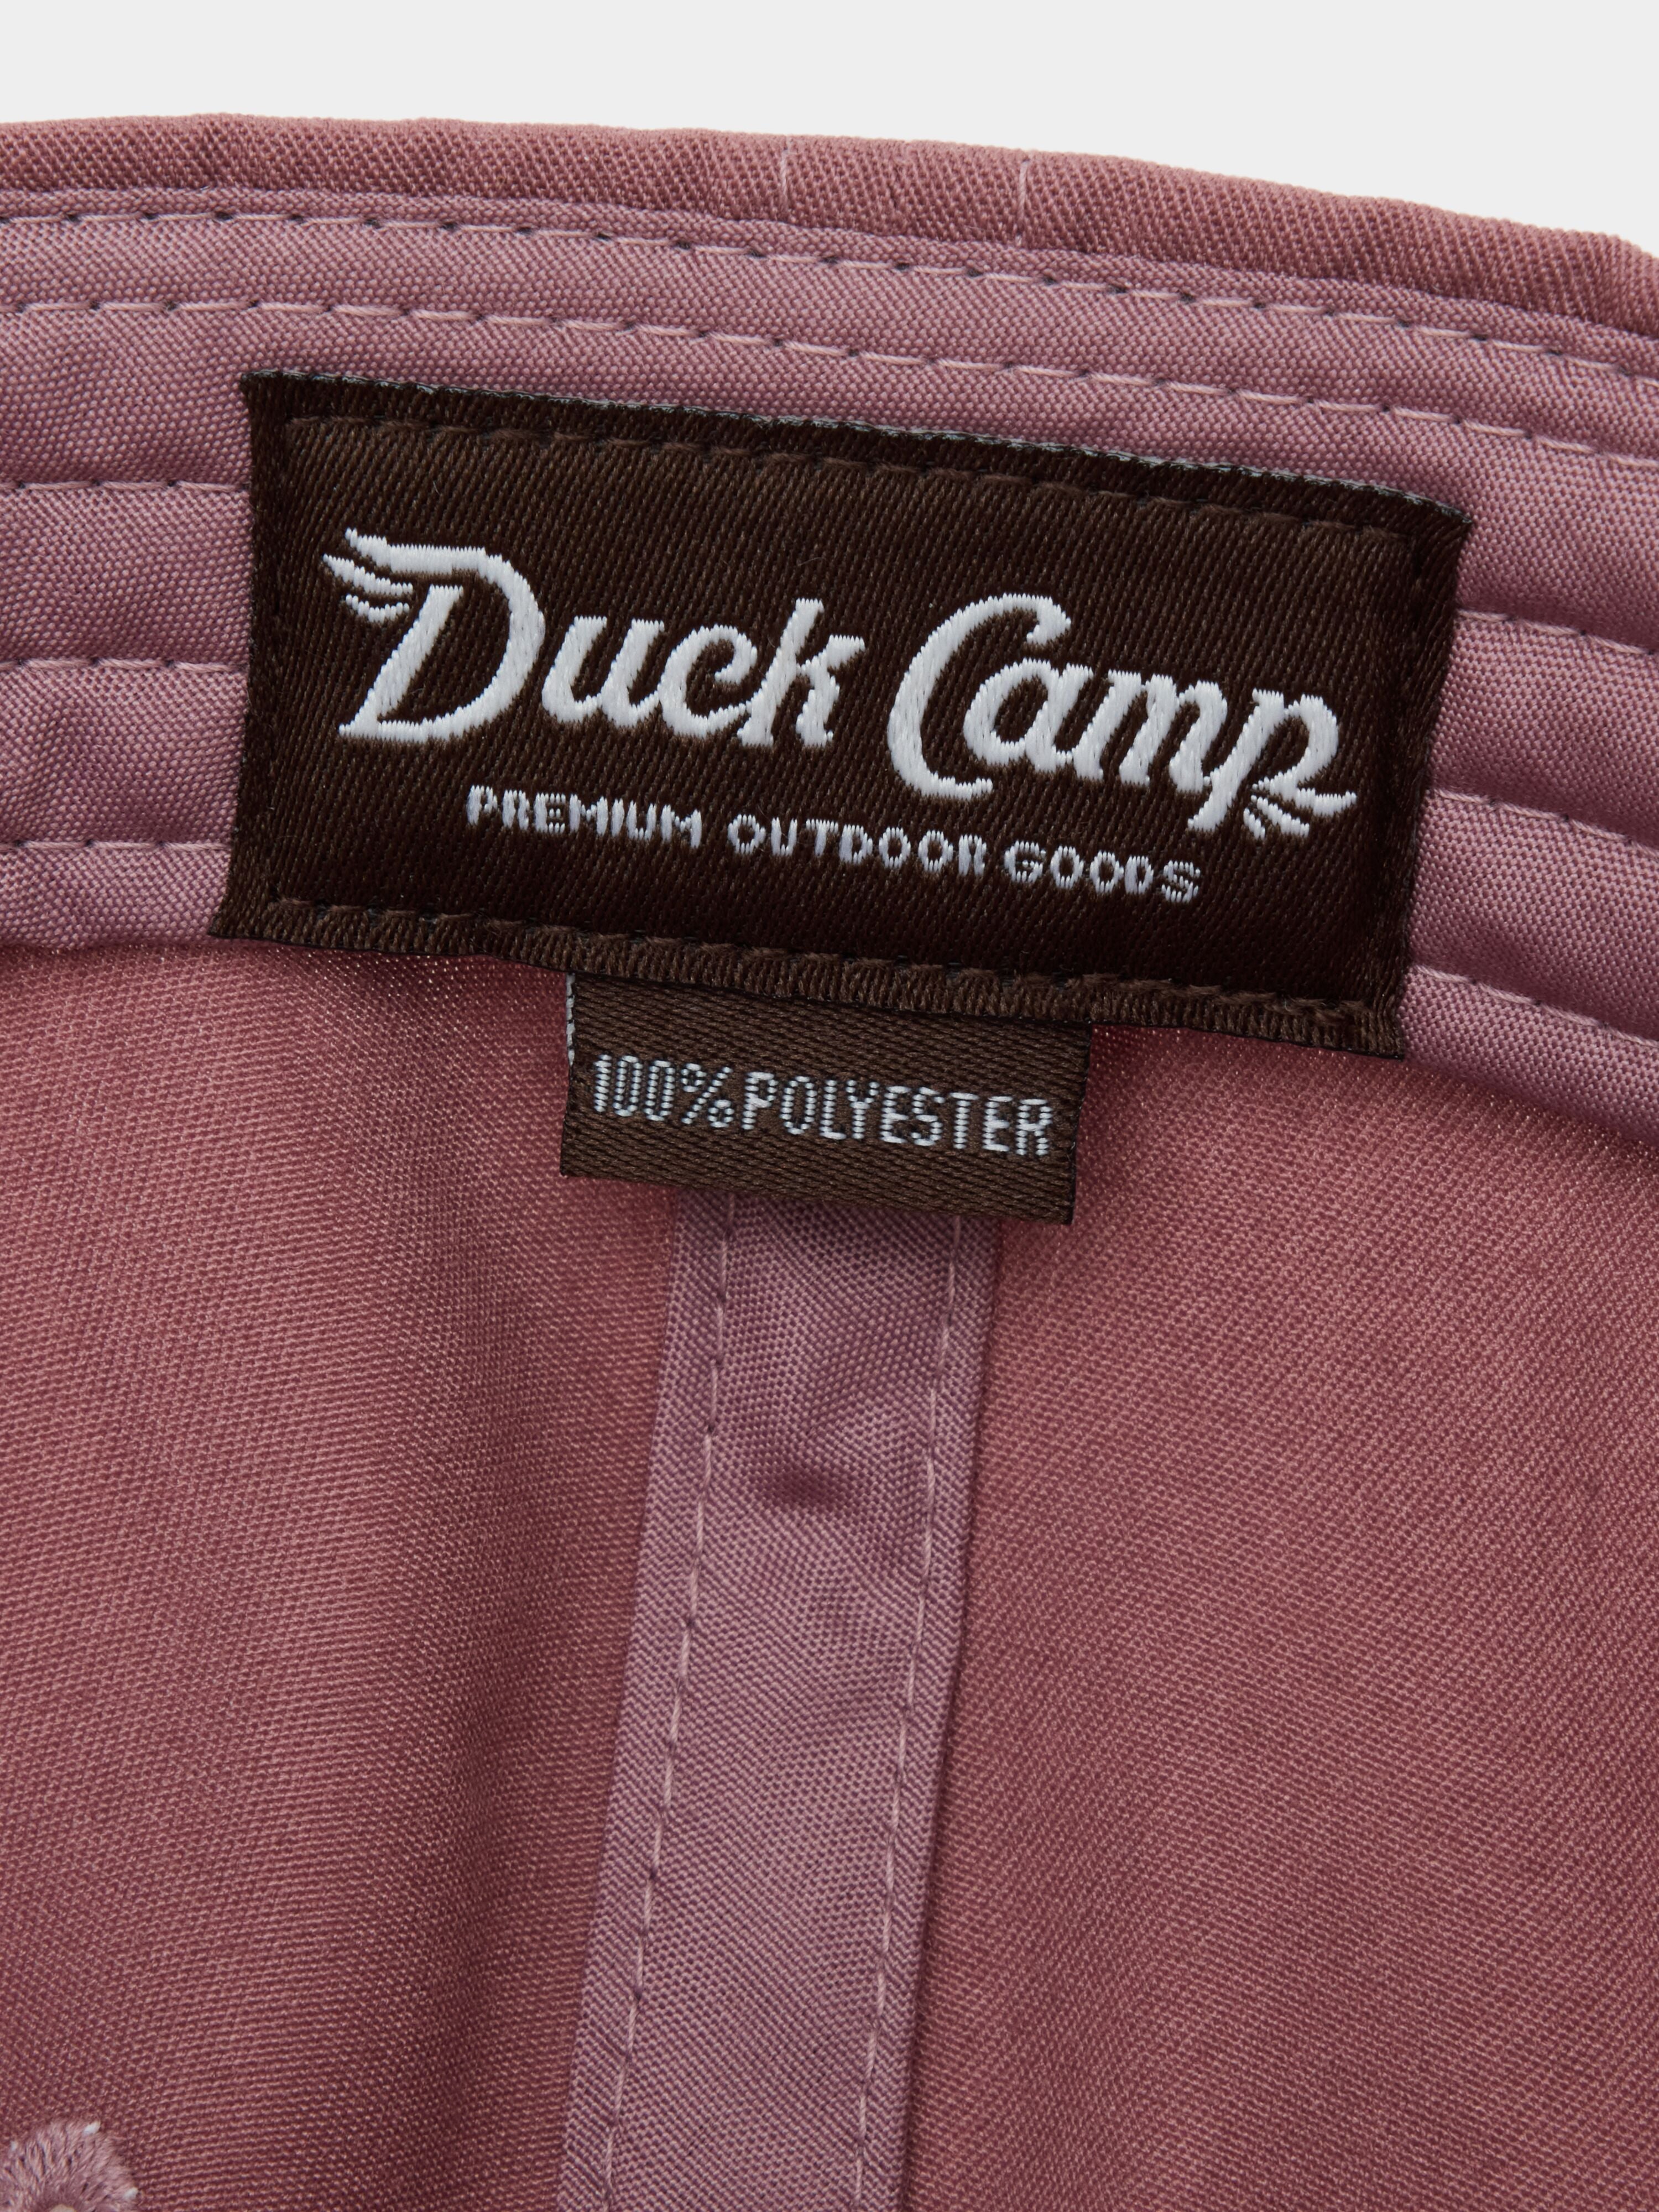 Duck Camp
PREMIUM OUTDOOR GOODS
100% POLYESTER